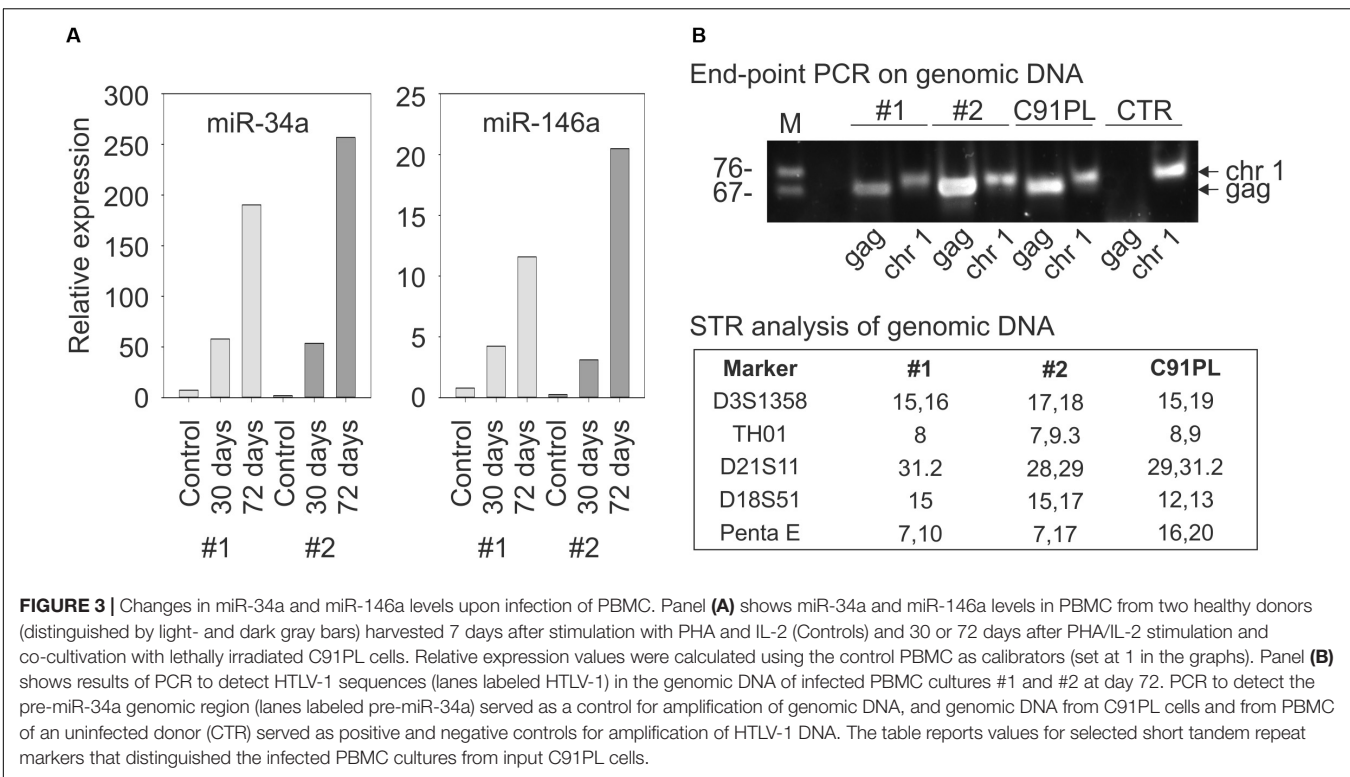 A
Relative expression
300
250
200
150
100
50
0
miR-34a
Control
30 days
72 days
Control
30 days
72 days
#1 #2
25
20
15
10
5
0
miR-146a
Control
30 days
72 days
Control
30 days
72 days
#1 #2
B
End-point PCR on genomic DNA
M #1 #2 C91PL CTR
76-
67-
chr 1
gag
gag chr 1 gag chr 1 gag chr 1 gag chr 1
STR analysis of genomic DNA
Marker #1 #2 C91PL
D3S1358 15,16 17,18 15,19
TH01 8 7,9.3 8,9
D21S11 31.2 28,29 29,31.2
D18S51 15 15,17 12,13
Penta E 7,10 7,17 16,20
FIGURE 3 | Changes in miR-34a and miR-146a levels upon infection of PBMC. Panel (A) shows miR-34a and miR-146a levels in PBMC from two healthy donors
(distinguished by light- and dark gray bars) harvested 7 days after stimulation with PHA and IL-2 (Controls) and 30 or 72 days after PHA/IL-2 stimulation and
co-cultivation with lethally irradiated C91PL cells. Relative expression values were calculated using the control PBMC as calibrators (set at 1 in the graphs). Panel (B)
shows results of PCR to detect HTLV-1 sequences (lanes labeled HTLV-1) in the genomic DNA of infected PBMC cultures #1 and #2 at day 72. PCR to detect the
pre-miR-34a genomic region (lanes labeled pre-miR-34a) served as a control for amplification of genomic DNA, and genomic DNA from C91PL cells and from PBMC
of an uninfected donor (CTR) served as positive and negative controls for amplification of HTLV-1 DNA. The table reports values for selected short tandem repeat
markers that distinguished the infected PBMC cultures from input C91PL cells.